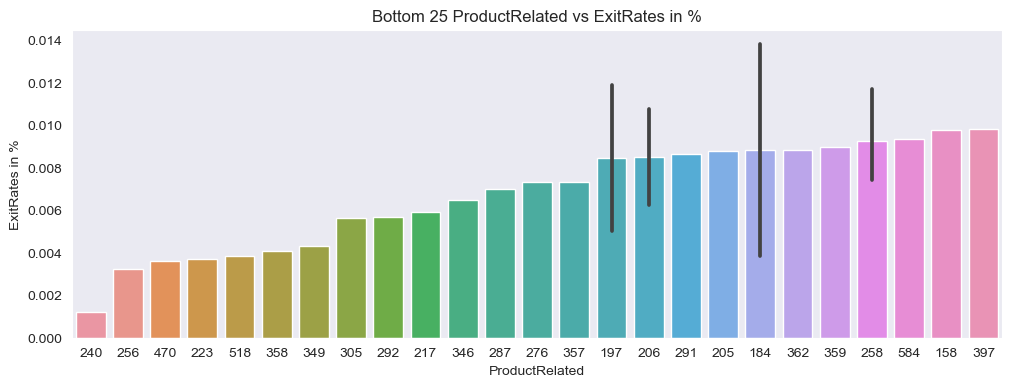 Bottom 25 ProductRelated vs ExitRates in %
ExitRates in %
0.014
0.012
0.010
0.008
0.006
0.004
0.002
0.000
240 256 470 223 518 358 349 305 292 217 346 287 276 357 197 206 291 205 184 362 359 258 584 158 397
ProductRelated